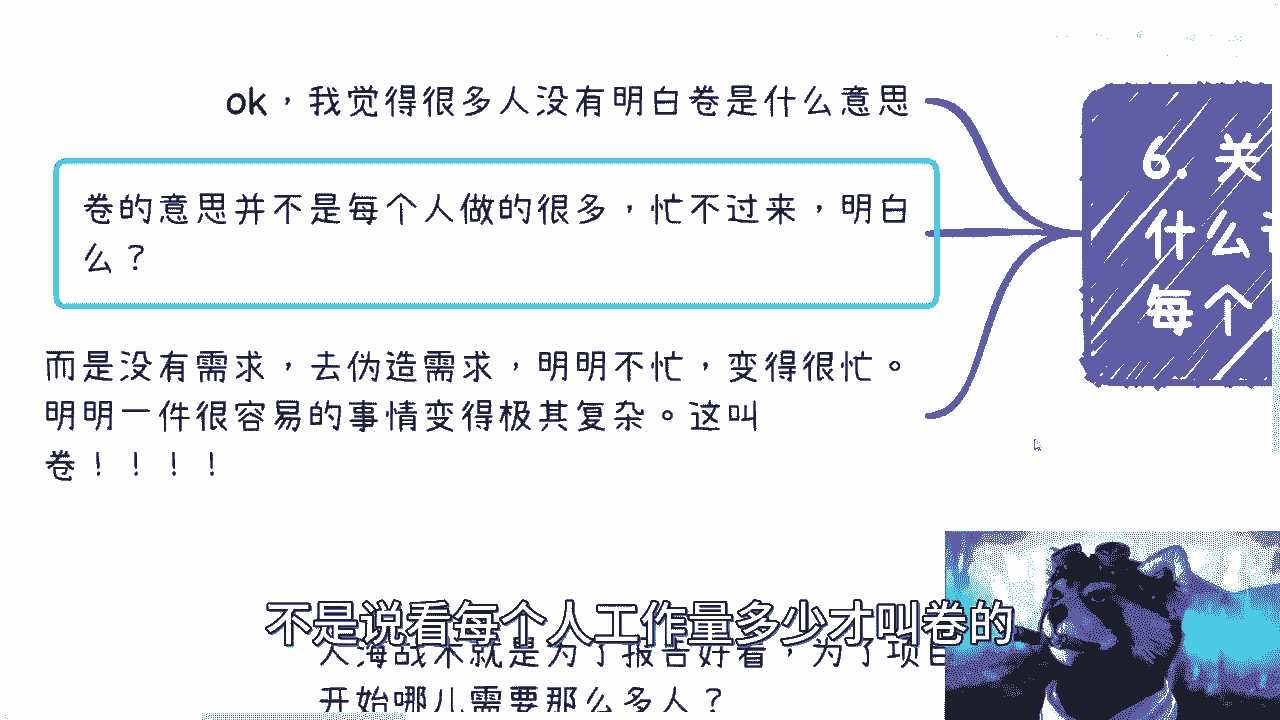 ok，我觉得很多人没有明白卷是什么意思
卷的意思并不是每个人做的很多，忙不过来，明白
么？
而是没有需求，去伪造需求，明明不忙，变得很忙。
明明一件很容易的事情变得极其复杂。这叫
卷！！！！
6. 关
什么
每个
不是说看每个人工作量多少才叫卷的
人海战术就是为了报告好看，为了项目
开始哪儿需要那么多人？